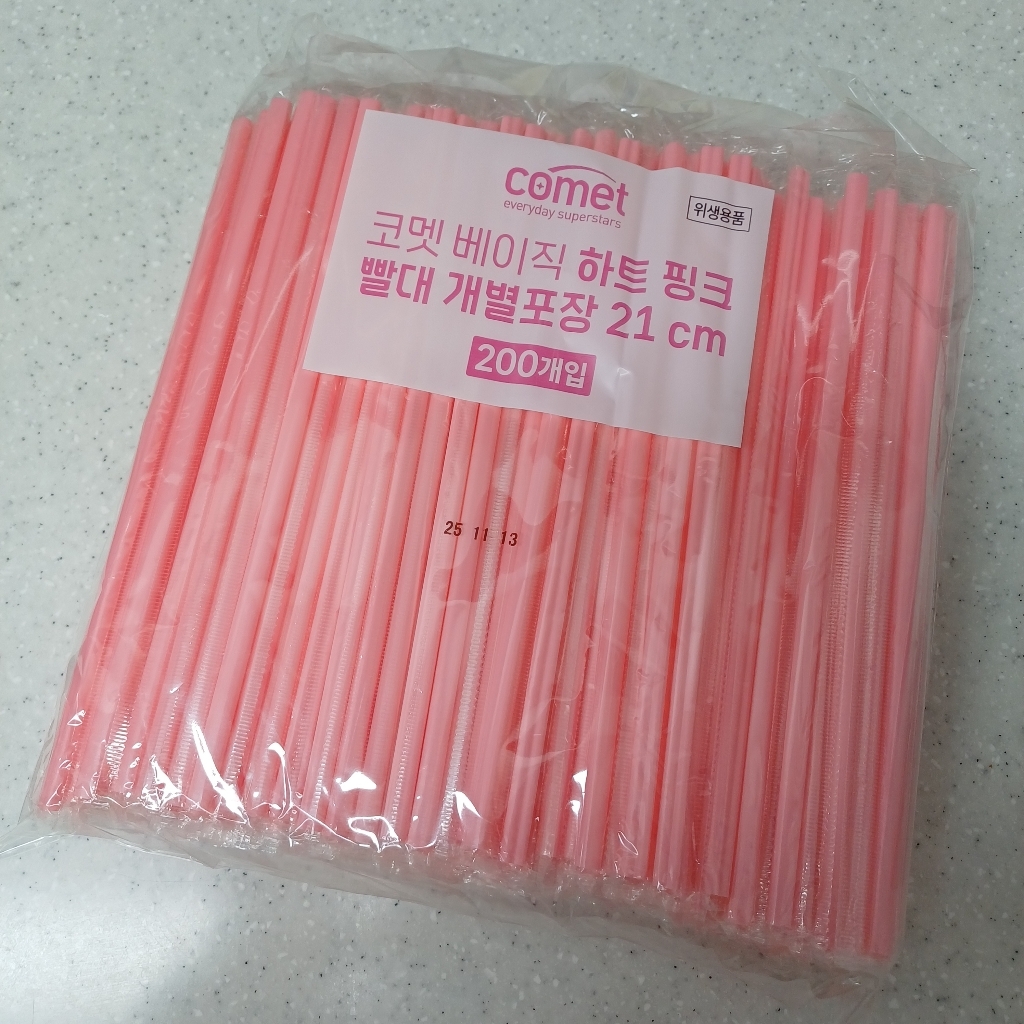 comet
everyday superstars
위생용품
코멧 베이직 하트 핑크
빨대 개별포장 21 cm
200개입
25 11 13